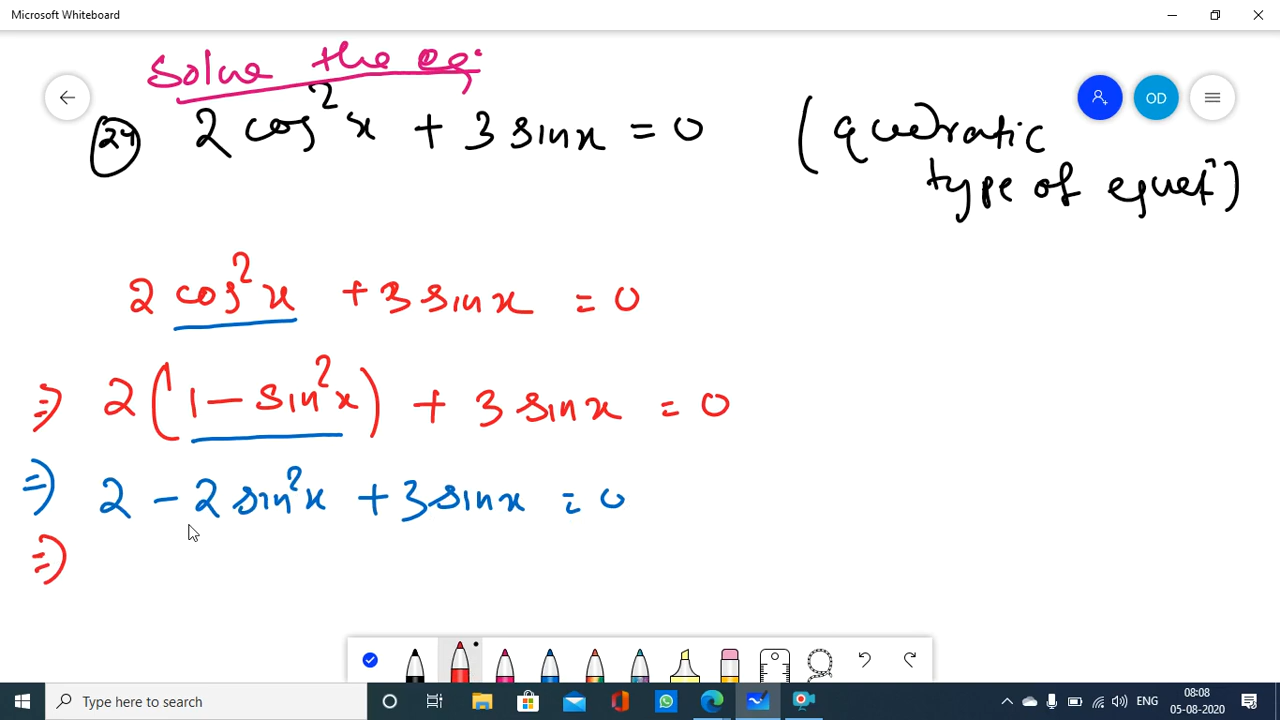 Microsoft Whiteboard
Solve the eq.
24 2 cos²x + 3 sinx = 0 (quadratic
type of equatⁿ)
OD
2 cos²x + 3 sinx = 0
⇒ 2 (1 - sin²x) + 3 sinx = 0
⇒ 2 - 2 sin²x + 3 sinx = 0
⇒
Type here to search
ENG
08:08
05-08-2020